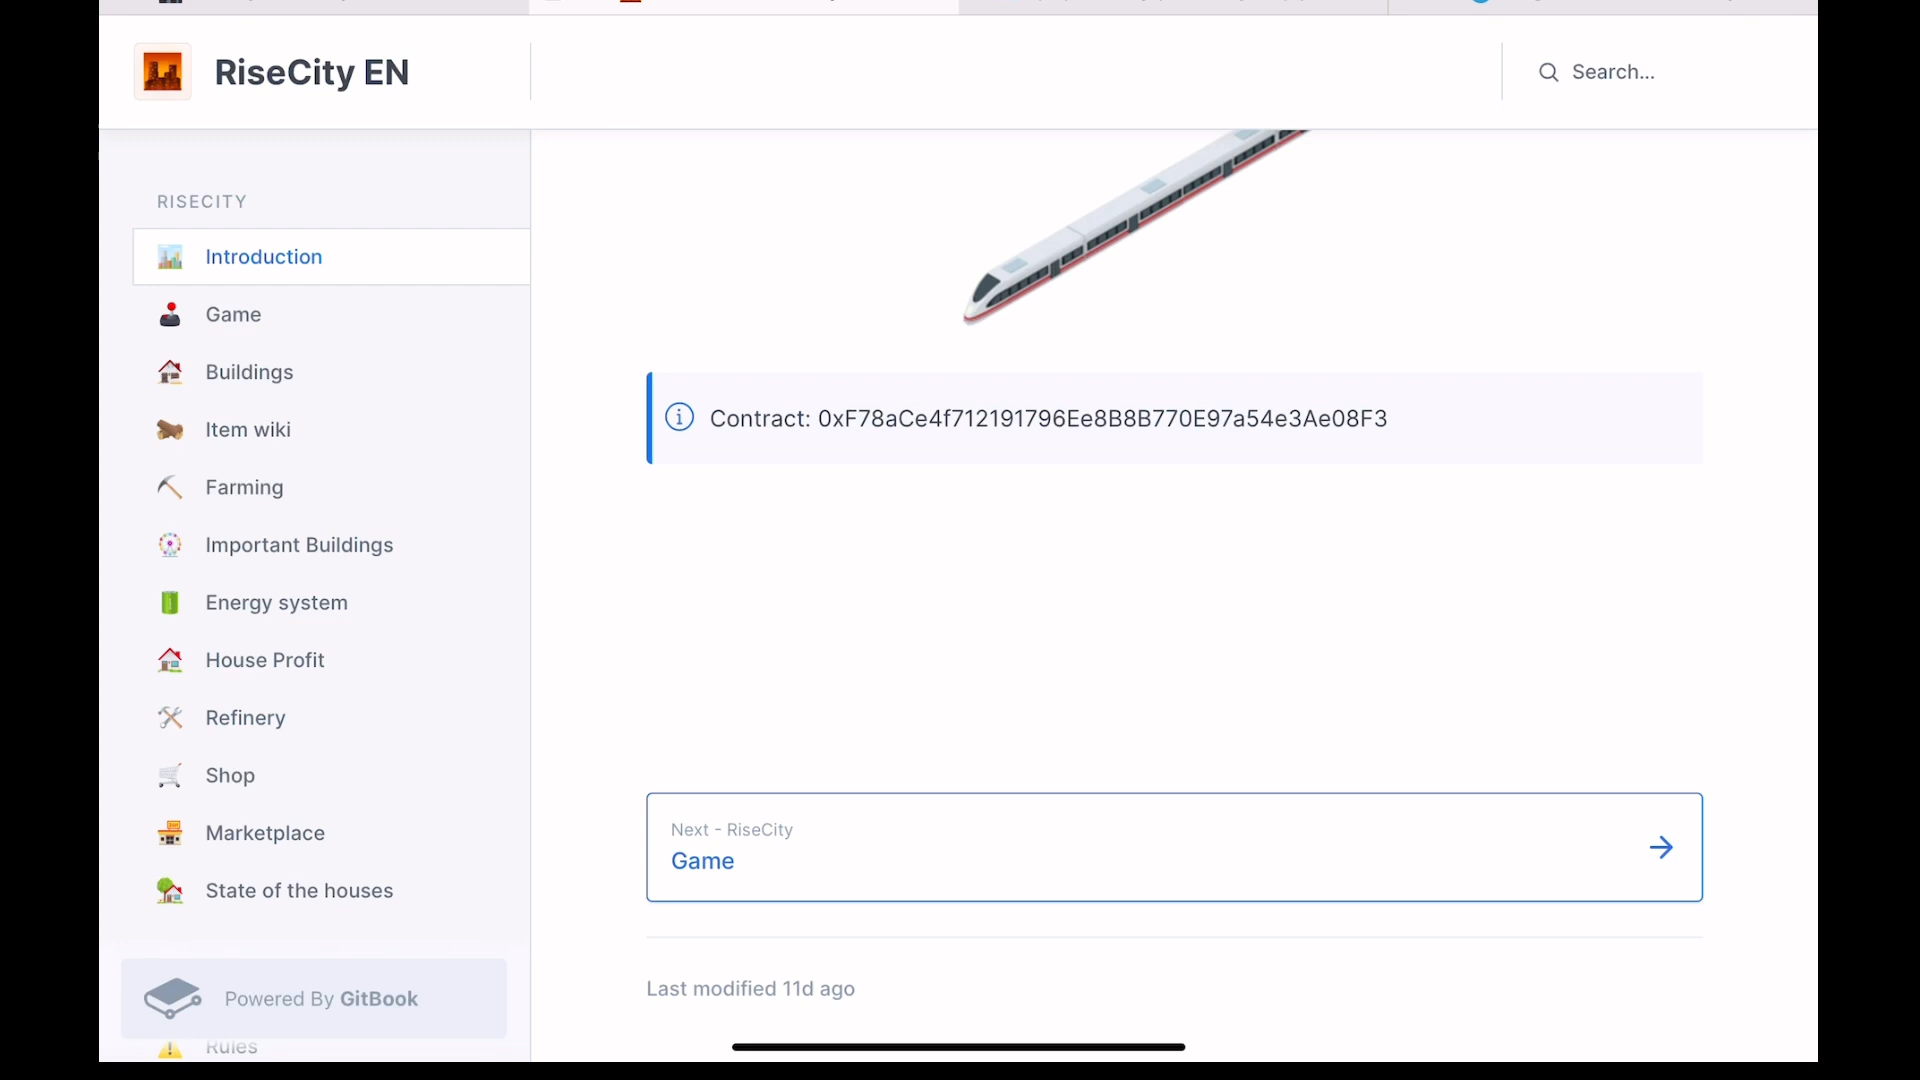 RiseCity EN
Search...
RISECITY
Introduction
Game
Buildings
Item wiki
Farming
Important Buildings
Energy system
House Profit
Refinery
Shop
Marketplace
State of the houses
Powered By GitBook
Rules
Contract: 0xF78aCe4f712191796Ee8B8B770E97a54e3Ae08F3
Next - RiseCity
Game
Last modified 11d ago